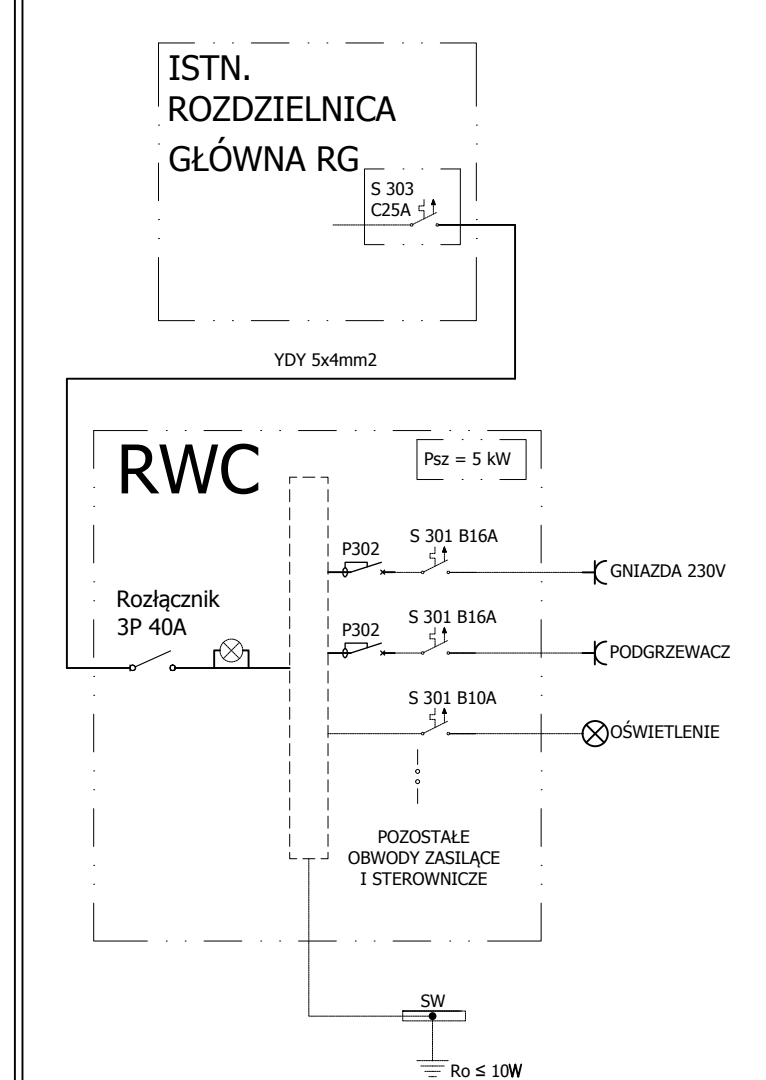 ISTN.
ROZDZIELNICA
GŁÓWNA RG
S 303
C25A
YDY 5x4mm2
RWC
Psz = 5 kW
P302
S 301 B16A
GNIAZDA 230V
Rozłącznik
3P 40A
P302
S 301 B16A
PODGRZEWACZ
S 301 B10A
OŚWIETLENIE
POZOSTAŁE
OBWODY ZASILĄCE
I STEROWNICZE
SW
Ro ≤ 10W